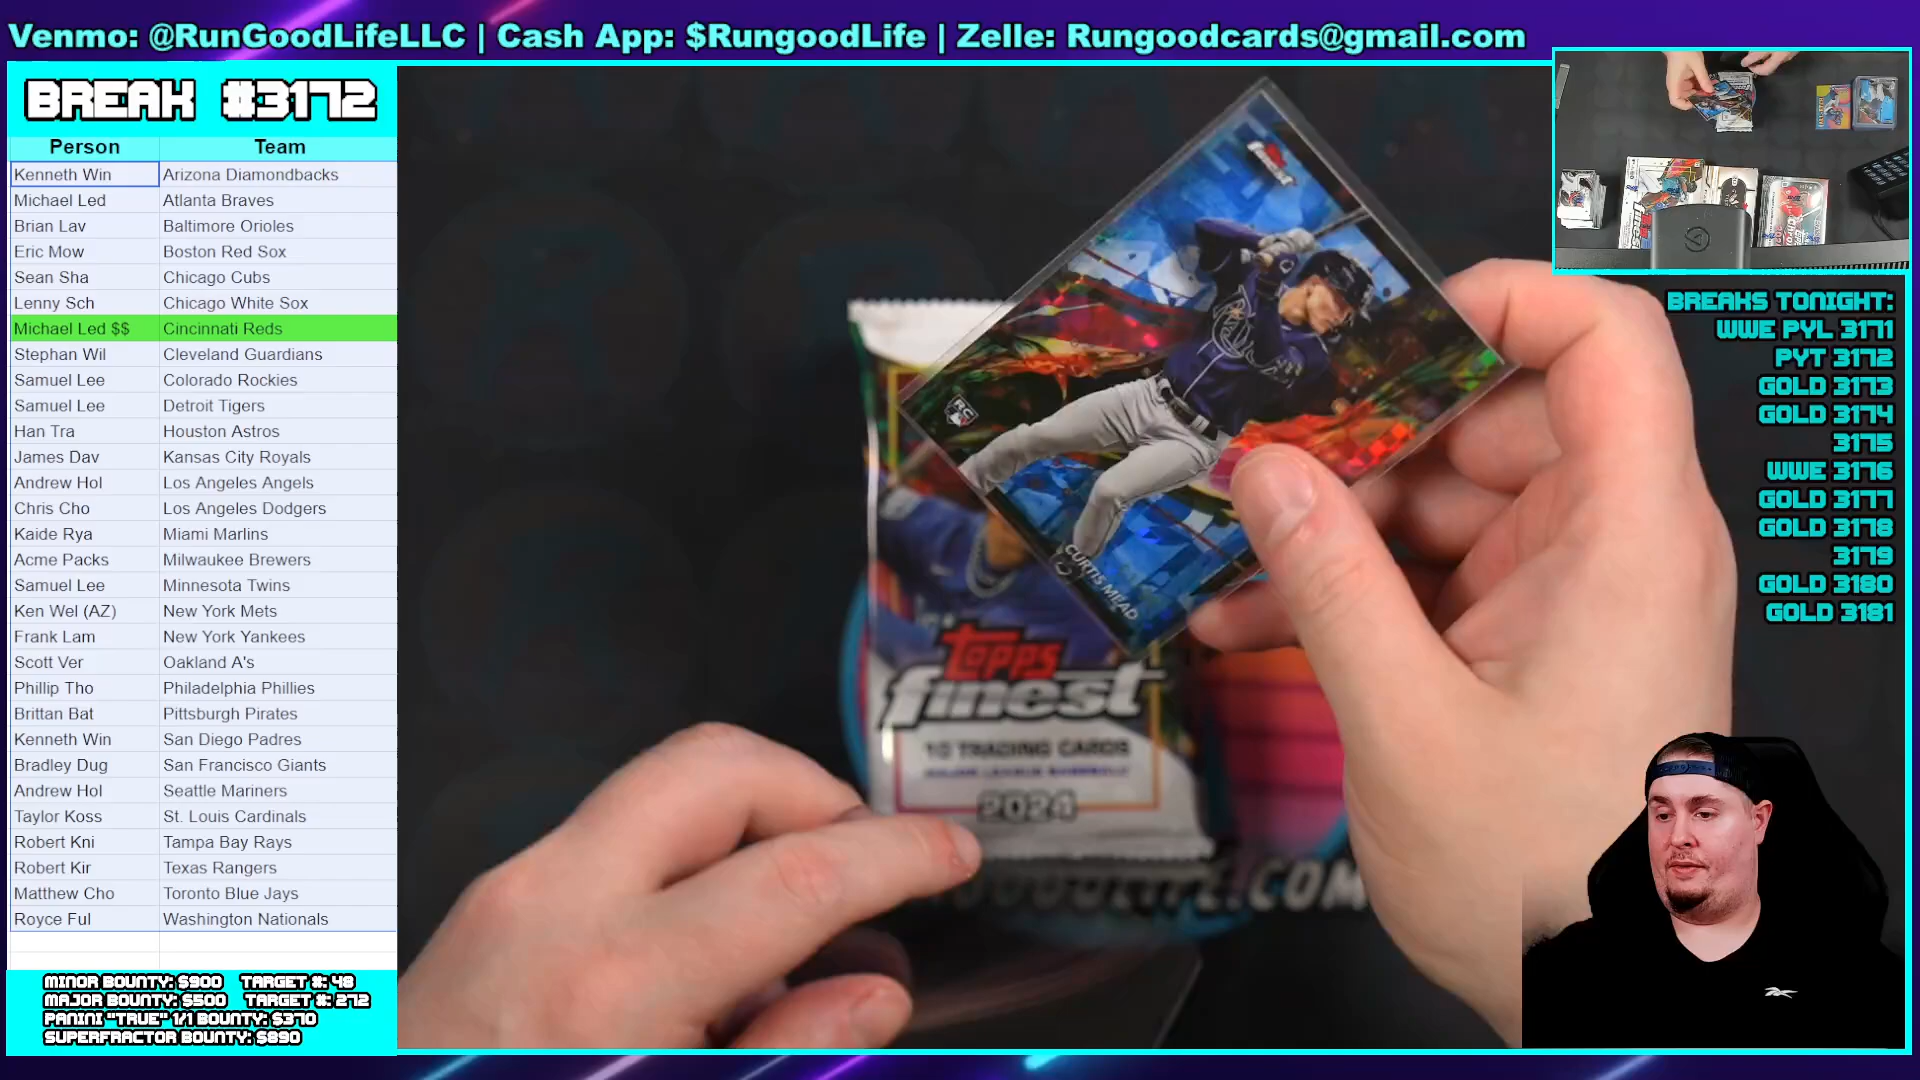 Venmo: @RunGoodLifeLLC | Cash App: $RungoodLife | Zelle: Rungoodcards@gmail.com
BREAK #3172
Person Team
Kenneth Win Arizona Diamondbacks
Michael Led Atlanta Braves
Brian Lav Baltimore Orioles
Eric Mow Boston Red Sox
Sean Sha Chicago Cubs
Lenny Sch Chicago White Sox
Michael Led $$ Cincinnati Reds
Stephan Wil Cleveland Guardians
Samuel Lee Colorado Rockies
Samuel Lee Detroit Tigers
Han Tra Houston Astros
James Dav Kansas City Royals
Andrew Hol Los Angeles Angels
Chris Cho Los Angeles Dodgers
Kaide Rya Miami Marlins
Acme Packs Milwaukee Brewers
Samuel Lee Minnesota Twins
Ken Wel (AZ) New York Mets
Frank Lam New York Yankees
Scott Ver Oakland A's
Phillip Tho Philadelphia Phillies
Brittan Bat Pittsburgh Pirates
Kenneth Win San Diego Padres
Bradley Dug San Francisco Giants
Andrew Hol Seattle Mariners
Taylor Koss St. Louis Cardinals
Robert Kni Tampa Bay Rays
Robert Kir Texas Rangers
Matthew Cho Toronto Blue Jays
Royce Ful Washington Nationals
MINOR BOUNTY: $900 TARGET #: 48
MAJOR BOUNTY: $500 TARGET #: 272
PANINI "TRUE" 1/1 BOUNTY: $370
SUPERFRACTOR BOUNTY: $890
finest
RC
CURTIS MEAD
TOPPS
finest
10 TRADING CARDS
MAJOR LEAGUE BASEBALL
2024
GOODLIFE.COM
BREAKS TONIGHT:
WWE PYL 3171
PYT 3172
GOLD 3173
GOLD 3174
3175
WWE 3176
GOLD 3177
GOLD 3178
3179
GOLD 3180
GOLD 3181